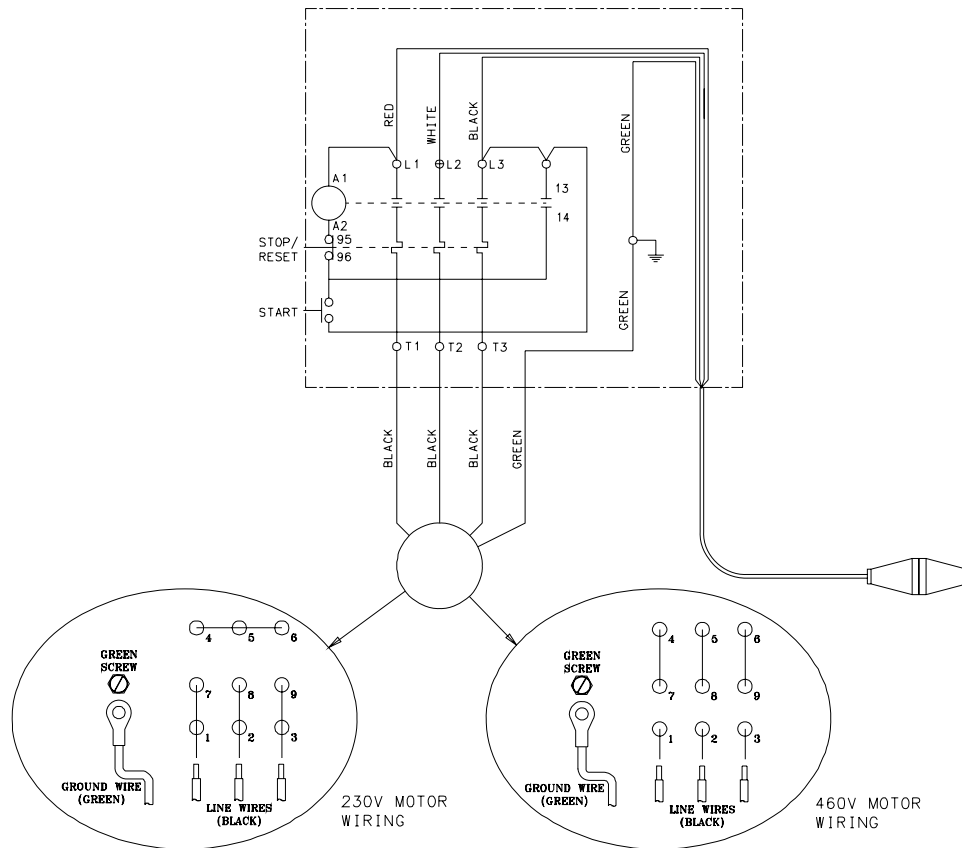 RED
WHITE
BLACK
GREEN
L1
L2
L3
A1
13
14
A2
STOP/
RESET
95
96
START
GREEN
T1
T2
T3
BLACK
BLACK
BLACK
GREEN
4
5
6
GREEN
SCREW
7
8
9
1
2
3
GROUND WIRE
(GREEN)
LINE WIRES
(BLACK)
230V MOTOR
WIRING
4
5
6
GREEN
SCREW
7
8
9
1
2
3
GROUND WIRE
(GREEN)
LINE WIRES
(BLACK)
460V MOTOR
WIRING